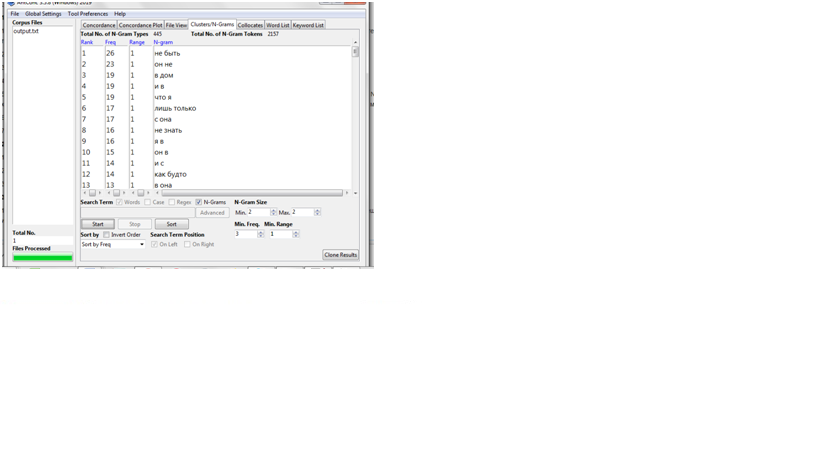 AntConc 3.5.8 (Windows) 2019
File Global Settings Tool Preferences Help
Corpus Files
output.txt
Concordance Concordance Plot File View Clusters/N-Grams Collocates Word List Keyword List
Total No. of N-Gram Types 445 Total No. of N-Gram Tokens 2157
Rank Freq Range N-gram
1 26 1 не быть
2 23 1 он не
3 19 1 в дом
4 19 1 и в
5 19 1 что я
6 17 1 лишь только
7 17 1 с она
8 16 1 не знать
9 16 1 я в
10 15 1 он в
11 14 1 и с
12 14 1 как будто
13 13 1 в она
Search Term Words Case Regex N-Grams N-Gram Size
Advanced Min. 2 Max. 2
Start Stop Sort Min. Freq. Min. Range
Sort by Invert Order Search Term Position 3 1
Sort by Freq On Left On Right
Total No.
1
Files Processed
Clone Results